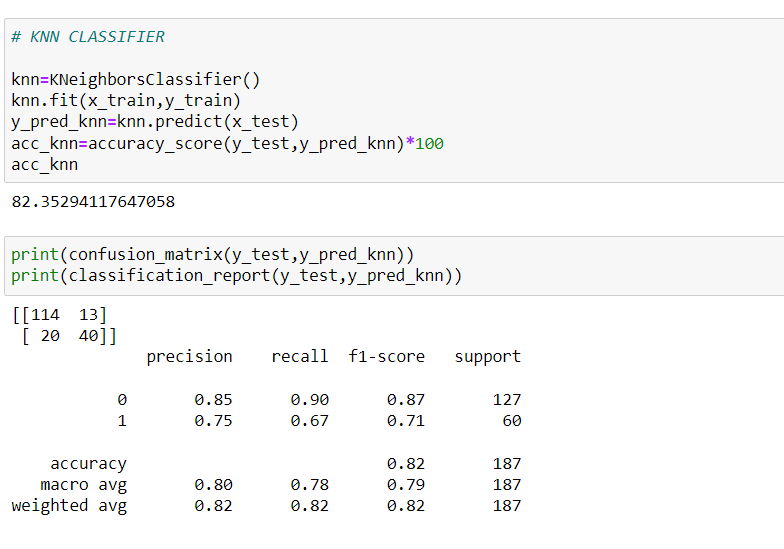 # KNN CLASSIFIER
knn=KNeighborsClassifier()
knn.fit(x_train,y_train)
y_pred_knn=knn.predict(x_test)
acc_knn=accuracy_score(y_test,y_pred_knn)*100
acc_knn
82.35294117647058
print(confusion_matrix(y_test,y_pred_knn))
print(classification_report(y_test,y_pred_knn))
[[114  13]
 [ 20  40]]
              precision    recall  f1-score   support
           0       0.85      0.90      0.87       127
           1       0.75      0.67      0.71        60
    accuracy                           0.82       187
   macro avg       0.80      0.78      0.79       187
weighted avg       0.82      0.82      0.82       187